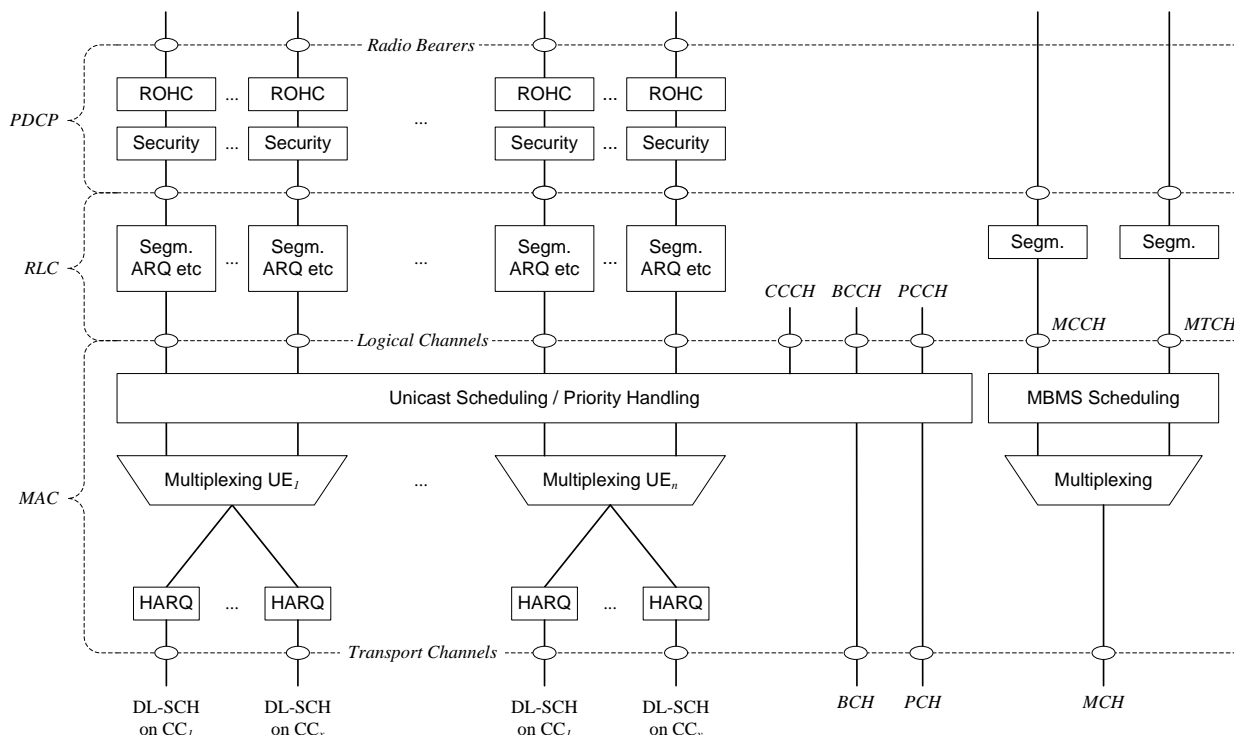 Radio Bearers
ROHC ... ROHC ROHC ... ROHC
PDCP ...
Security ... Security Security ... Security
Segm. Segm. Segm. Segm. Segm. Segm.
RLC ... ... ...
ARQ etc ARQ etc ARQ etc ARQ etc
CCCH BCCH PCCH
MCCH MTCH
Logical Channels
Unicast Scheduling / Priority Handling MBMS Scheduling
Multiplexing UE1 ... Multiplexing UEn Multiplexing
MAC
HARQ ... HARQ HARQ ... HARQ
Transport Channels
DL-SCH DL-SCH DL-SCH DL-SCH BCH PCH MCH
on CC1 on CCx on CC1 on CCx